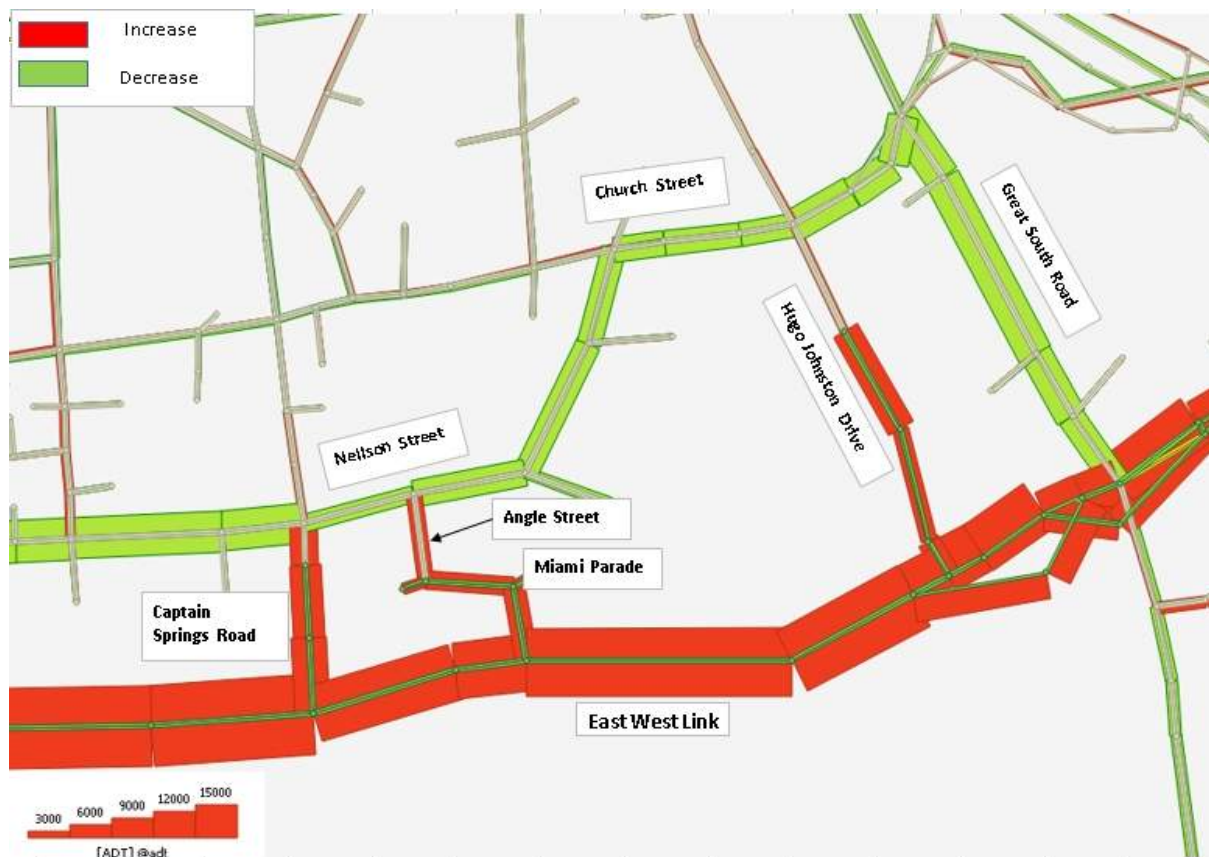 Increase
Decrease
Church Street
Great South Road
Hugo Johnston Drive
Neilson Street
Angle Street
Miami Parade
Captain
Springs Road
East West Link
3000 6000 9000 12000 15000
[ADT] @adt